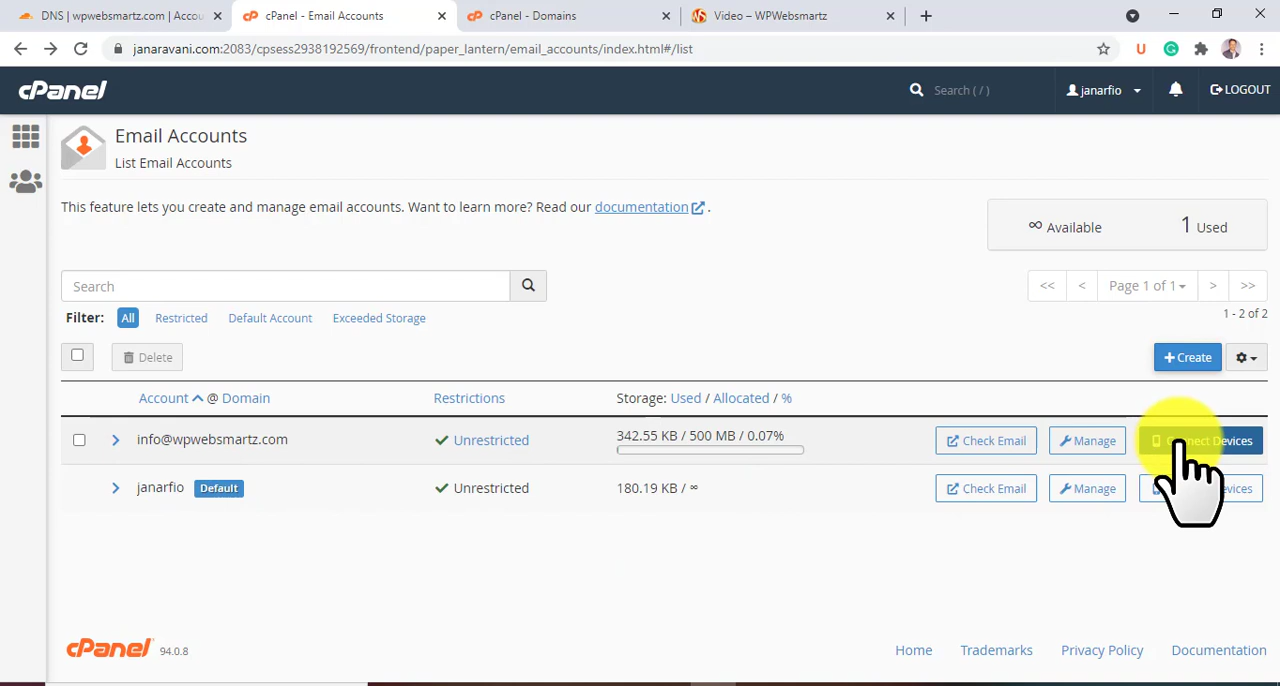 DNS | wpwebsmartz.com | Accou
cPanel - Email Accounts
cPanel - Domains
Video – WPWebsmartz
janaravani.com:2083/cpsess2938192569/frontend/paper_lantern/email_accounts/index.html#/list
cPanel
Search ( / )
janarfio
LOGOUT
Email Accounts
List Email Accounts
This feature lets you create and manage email accounts. Want to learn more? Read our documentation .
∞ Available
1 Used
Search
<< < Page 1 of 1 > >>
Filter: All Restricted Default Account Exceeded Storage
1 - 2 of 2
Delete
+ Create
Account @ Domain Restrictions Storage: Used / Allocated / %
info@wpwebsmartz.com Unrestricted 342.55 KB / 500 MB / 0.07% Check Email Manage Devices
janarfio Default Unrestricted 180.19 KB / ∞ Check Email Manage
cPanel 94.0.8
Home Trademarks Privacy Policy Documentation